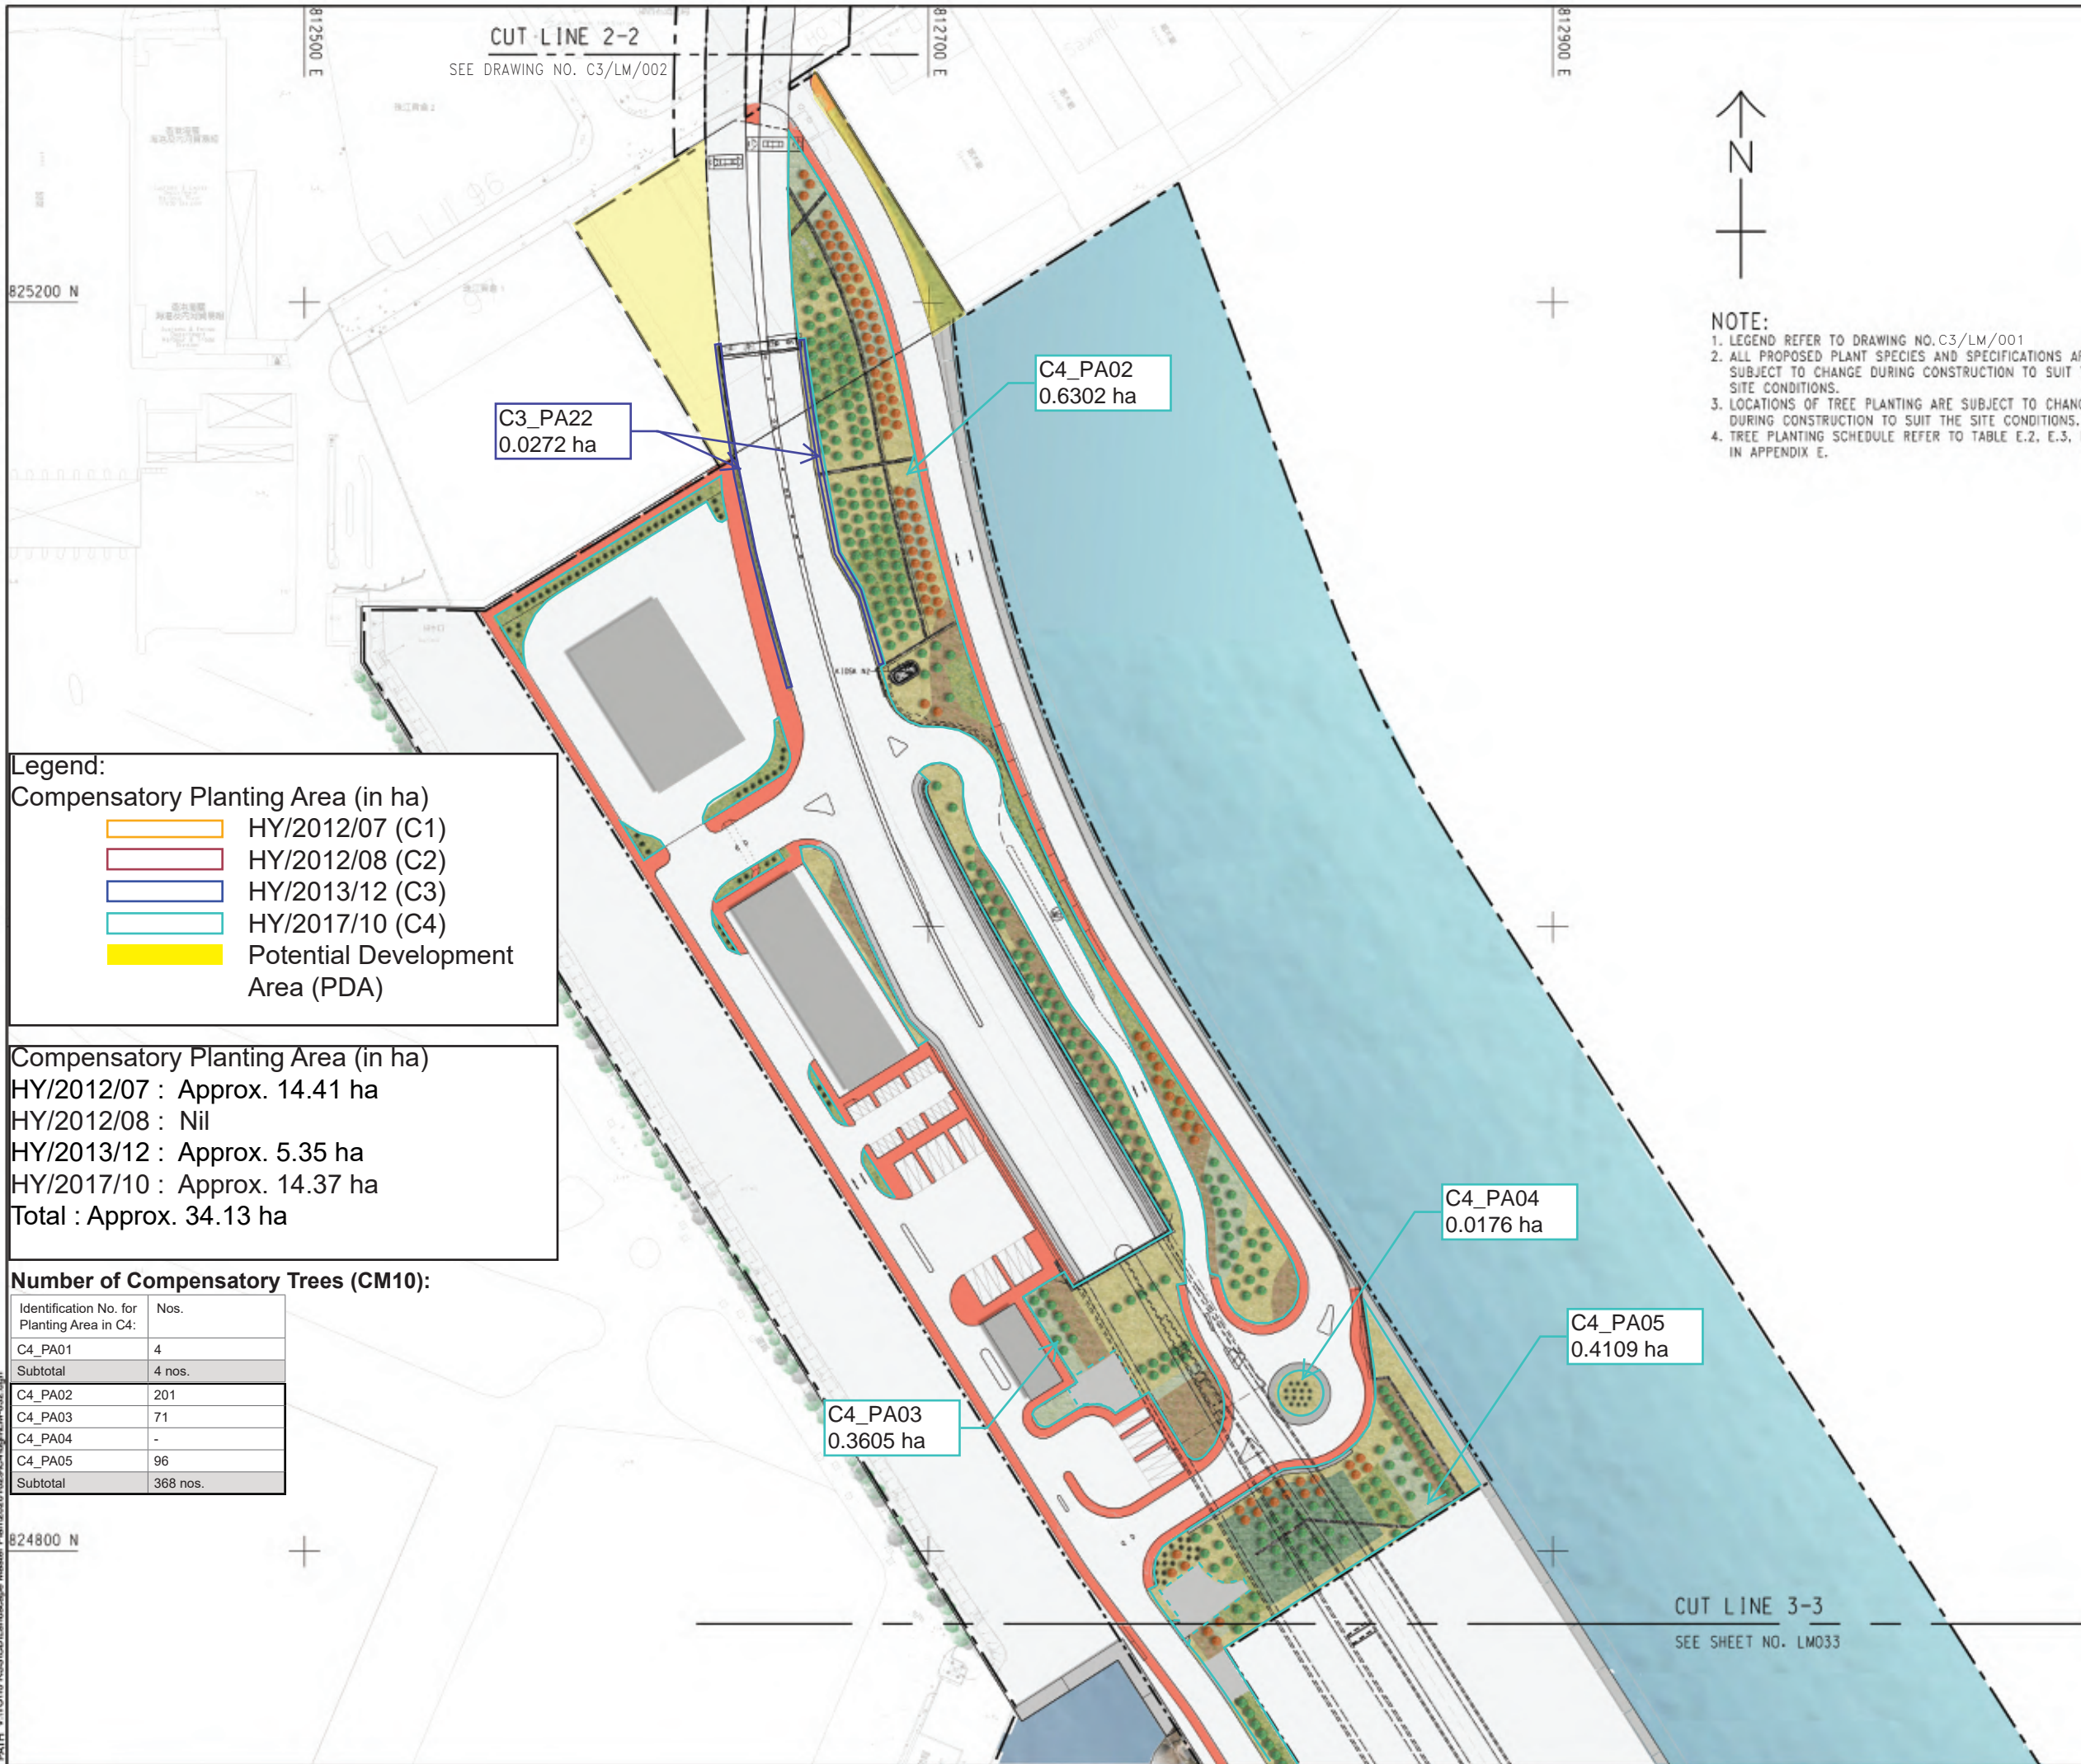 812500 E
CUT LINE 2-2
SEE DRAWING NO. C3/LM/002
812700 E
812900 E
N
825200 N
NOTE:
1. LEGEND REFER TO DRAWING NO. C3/LM/001
2. ALL PROPOSED PLANT SPECIES AND SPECIFICATIONS
SUBJECT TO CHANGE DURING CONSTRUCTION TO SUIT
SITE CONDITIONS.
3. LOCATIONS OF TREE PLANTING ARE SUBJECT TO
DURING CONSTRUCTION TO SUIT THE SITE CONDITIONS.
4. TREE PLANTING SCHEDULE REFER TO TABLE E.2, E.3,
IN APPENDIX E.
C4_PA02
0.6302 ha
C3_PA22
0.0272 ha
KIOSK N2
Legend:
Compensatory Planting Area (in ha)
HY/2012/07 (C1)
HY/2012/08 (C2)
HY/2013/12 (C3)
HY/2017/10 (C4)
Potential Development
Area (PDA)
Compensatory Planting Area (in ha)
HY/2012/07 : Approx. 14.41 ha
HY/2012/08 : Nil
HY/2013/12 : Approx. 5.35 ha
HY/2017/10 : Approx. 14.37 ha
Total : Approx. 34.13 ha
Number of Compensatory Trees (CM10):
Identification No. for Nos.
Planting Area in C4:
C4_PA01 4
Subtotal 4 nos.
C4_PA02 201
C4_PA03 71
C4_PA04 -
C4_PA05 96
Subtotal 368 nos.
C4_PA04
0.0176 ha
C4_PA05
0.4109 ha
C4_PA03
0.3605 ha
824800 N
CUT LINE 3-3
SEE SHEET NO. LM033